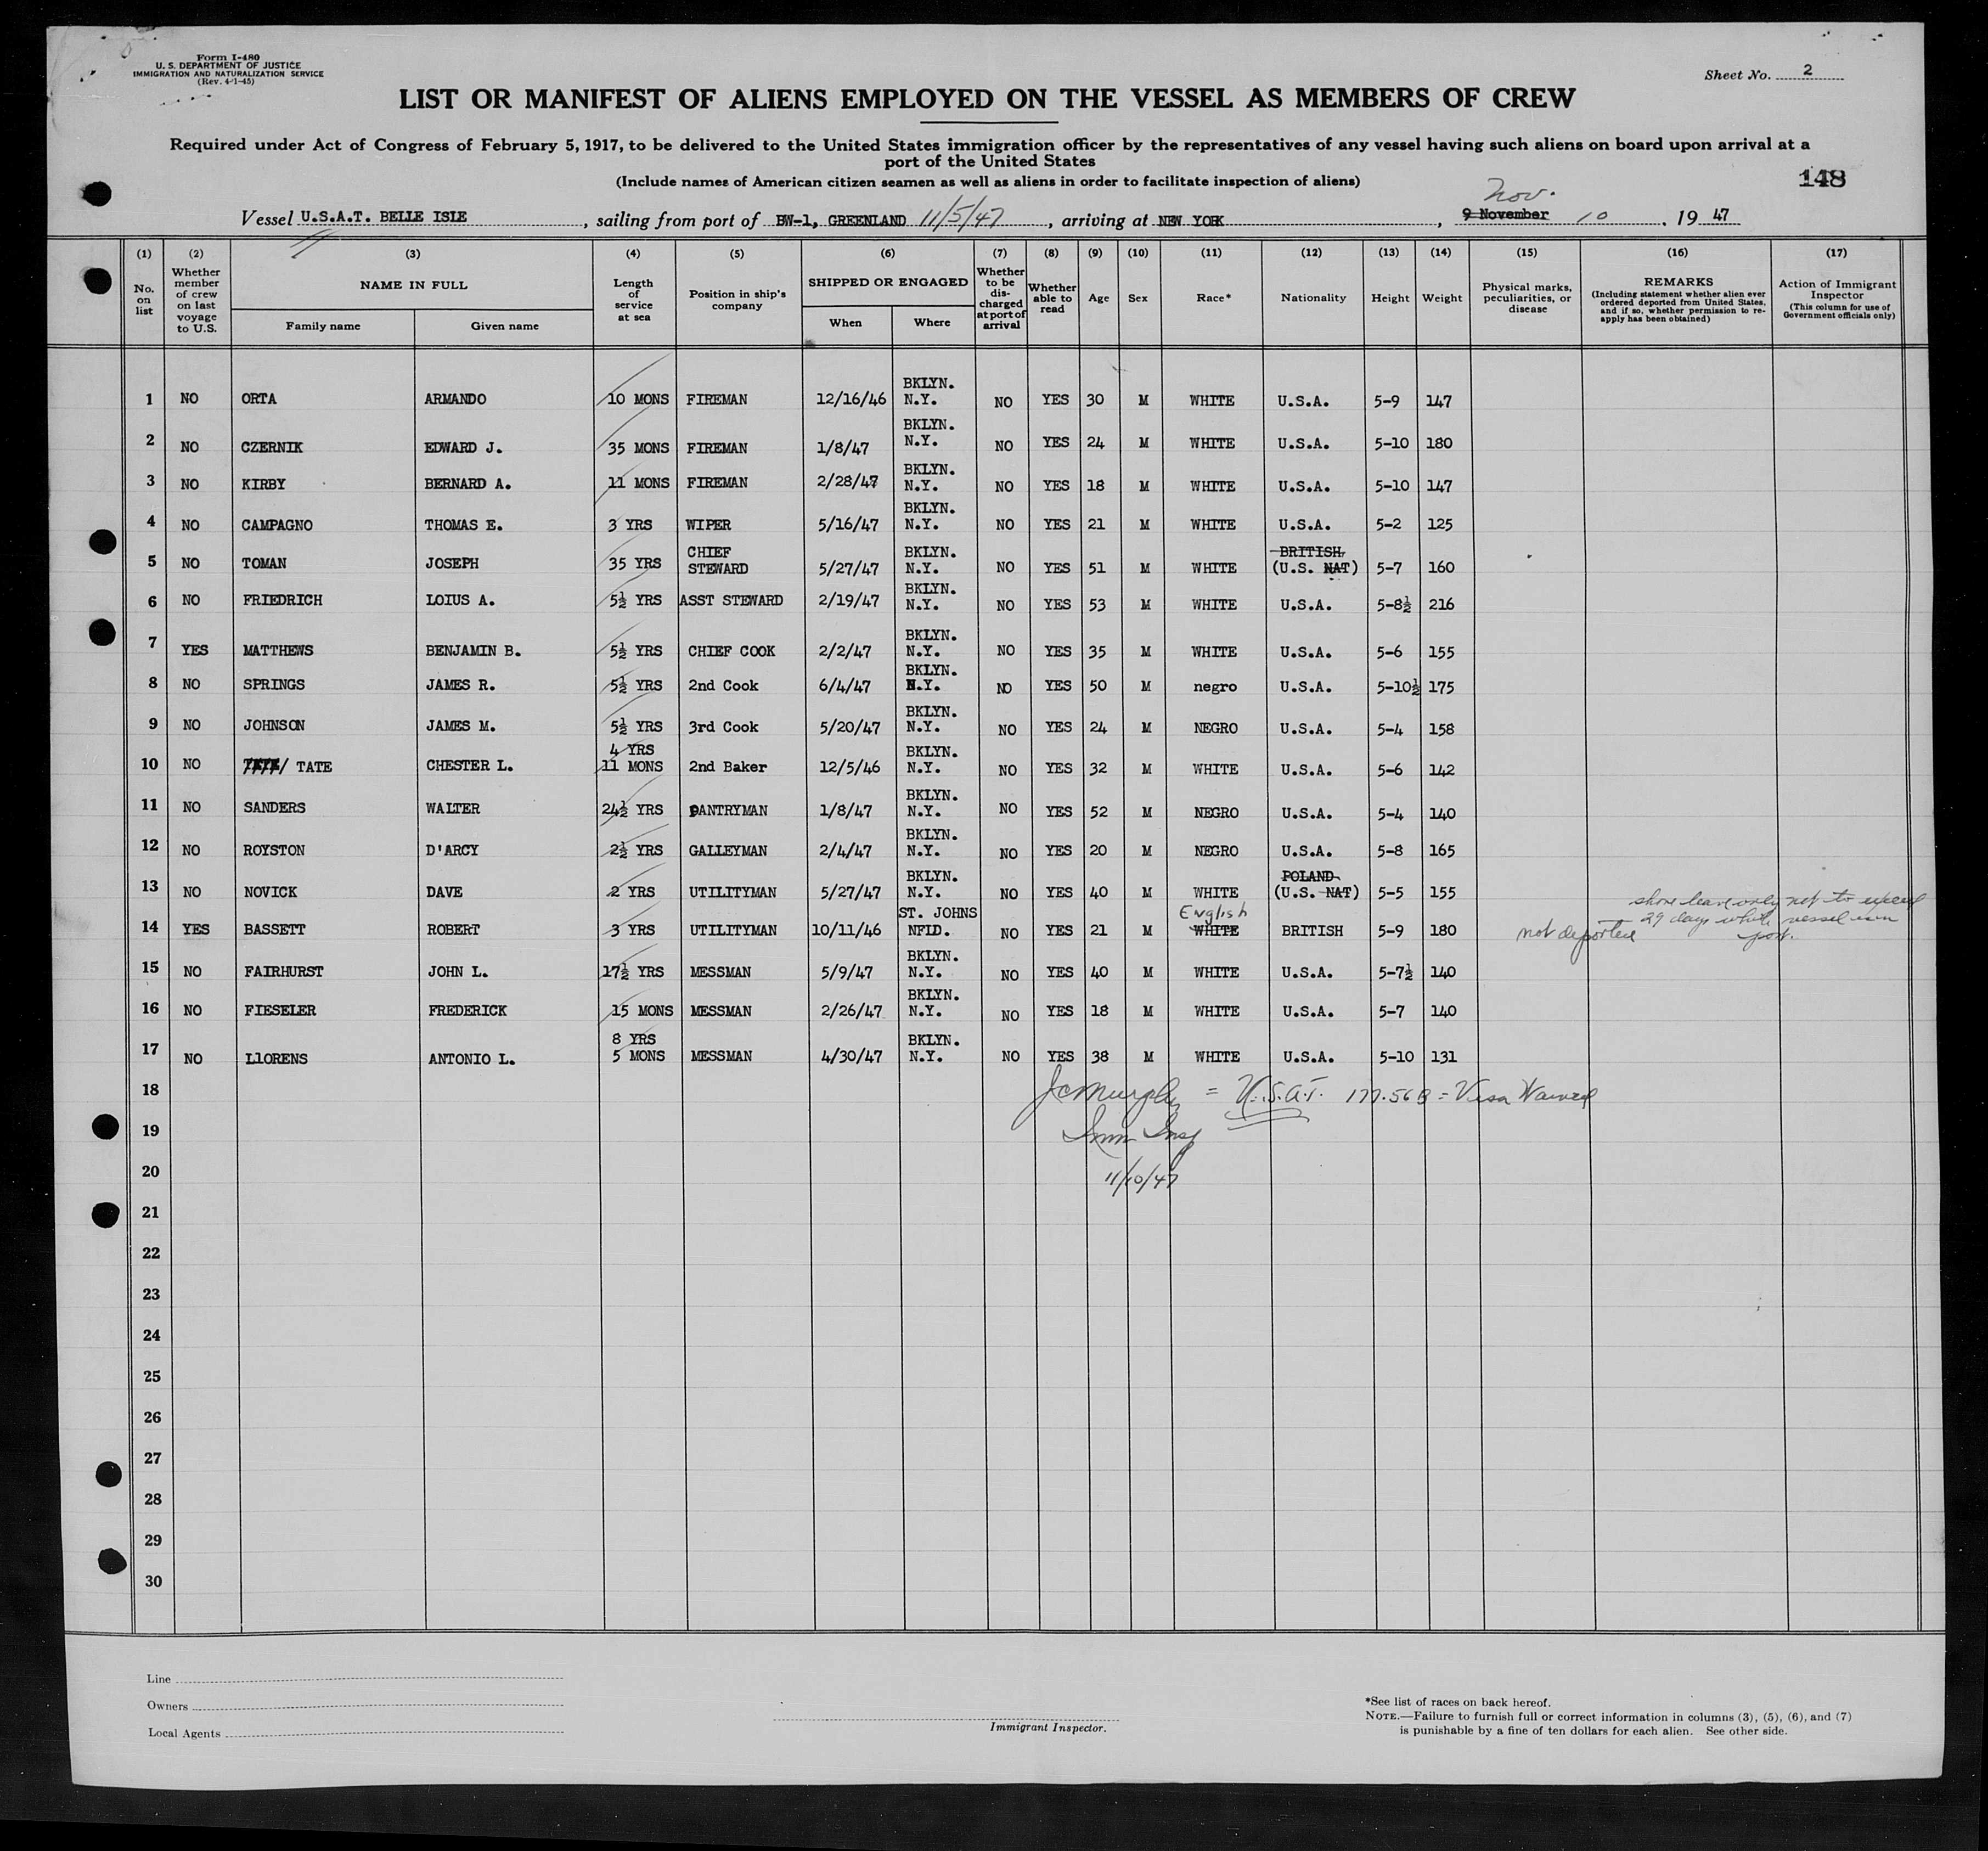 Form I-480
U. S. DEPARTMENT OF JUSTICE
IMMIGRATION AND NATURALIZATION SERVICE
(Rev. 4-1-45)
Sheet No. 2
LIST OR MANIFEST OF ALIENS EMPLOYED ON THE VESSEL AS MEMBERS OF CREW
Required under Act of Congress of February 5, 1917, to be delivered to the United States immigration officer by the representatives of any vessel having such aliens on board upon arrival at a
port of the United States
(Include names of American citizen seamen as well as aliens in order to facilitate inspection of aliens)
148
Nov.
Vessel U.S.A.T. BELLE ISLE, sailing from port of BW-1, GREENLAND 11/5/47, arriving at NEW YORK, 9 November 10, 19 47
(1) No. on list
(2) Whether member of crew on last voyage to U.S.
(3) NAME IN FULL Family name Given name
(4) Length of service at sea
(5) Position in ship's company
(6) SHIPPED OR ENGAGED When Where
(7) Whether to be discharged at port of arrival
(8) Whether able to read
(9) Age
(10) Sex
(11) Race*
(12) Nationality
(13) Height
(14) Weight
(15) Physical marks, peculiarities, or disease
(16) REMARKS (Including statement whether alien ever ordered deported from United States, and if so, whether permission to re-apply has been obtained)
(17) Action of Immigrant Inspector (This column for use of Government officials only)
1 NO ORTA ARMANDO 10 MONS FIREMAN 12/16/46 BKLYN. N.Y. NO YES 30 M WHITE U.S.A. 5-9 147
2 NO CZERNIK EDWARD J. 35 MONS FIREMAN 1/8/47 BKLYN. N.Y. NO YES 24 M WHITE U.S.A. 5-10 180
3 NO KIRBY BERNARD A. 11 MONS FIREMAN 2/28/47 BKLYN. N.Y. NO YES 18 M WHITE U.S.A. 5-10 147
4 NO CAMPAGNO THOMAS E. 3 YRS WIPER 5/16/47 BKLYN. N.Y. NO YES 21 M WHITE U.S.A. 5-2 125
5 NO TOMAN JOSEPH 35 YRS CHIEF STEWARD 5/27/47 BKLYN. N.Y. NO YES 51 M WHITE BRITISH (U.S. NAT) 5-7 160
6 NO FRIEDRICH LOIUS A. 5½ YRS ASST STEWARD 2/19/47 BKLYN. N.Y. NO YES 53 M WHITE U.S.A. 5-8½ 216
7 YES MATTHEWS BENJAMIN B. 5½ YRS CHIEF COOK 2/2/47 BKLYN. N.Y. NO YES 35 M WHITE U.S.A. 5-6 155
8 NO SPRINGS JAMES R. 5½ YRS 2nd Cook 6/4/47 BKLYN. N.Y. NO YES 50 M negro U.S.A. 5-10½ 175
9 NO JOHNSON JAMES M. 5½ YRS 3rd Cook 5/20/47 BKLYN. N.Y. NO YES 24 M NEGRO U.S.A. 5-4 158
10 NO TATE CHESTER L. 4 YRS 11 MONS 2nd Baker 12/5/46 BKLYN. N.Y. NO YES 32 M WHITE U.S.A. 5-6 142
11 NO SANDERS WALTER 24½ YRS PANTRYMAN 1/8/47 BKLYN. N.Y. NO YES 52 M NEGRO U.S.A. 5-4 140
12 NO ROYSTON D'ARCY 2½ YRS GALLEYMAN 2/4/47 BKLYN. N.Y. NO YES 20 M NEGRO U.S.A. 5-8 165
13 NO NOVICK DAVE 2 YRS UTILITYMAN 5/27/47 BKLYN. N.Y. NO YES 40 M WHITE POLAND (U.S. NAT) 5-5 155
14 YES BASSETT ROBERT 3 YRS UTILITYMAN 10/11/46 ST. JOHNS NFLD. NO YES 21 M English WHITE BRITISH 5-9 180 not deported shore leave only not to exceed 29 days while vessel is in port.
15 NO FAIRHURST JOHN L. 17½ YRS MESSMAN 5/9/47 BKLYN. N.Y. NO YES 40 M WHITE U.S.A. 5-7½ 140
16 NO FIESELER FREDERICK 15 MONS MESSMAN 2/26/47 BKLYN. N.Y. NO YES 18 M WHITE U.S.A. 5-7 140
17 NO LlORENS ANTONIO L. 8 YRS 5 MONS MESSMAN 4/30/47 BKLYN. N.Y. NO YES 38 M WHITE U.S.A. 5-10 131
18 JC Murphy = U.S.A.T. 177.56B = Visa Waived
19 Imm Insp
20 11/10/47
21
22
23
24
25
26
27
28
29
30
Line
Owners
Local Agents
Immigrant Inspector.
*See list of races on back hereof.
NOTE.—Failure to furnish full or correct information in columns (3), (5), (6), and (7)
is punishable by a fine of ten dollars for each alien. See other side.